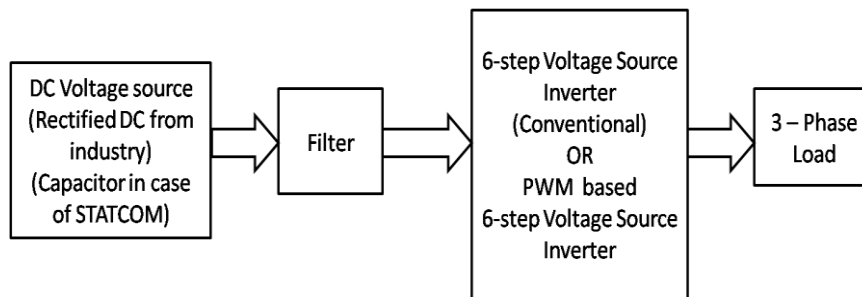 DC Voltage source
(Rectified DC from
industry)
(Capacitor in case
of STATCOM)
Filter
6-step Voltage Source
Inverter
(Conventional)
OR
PWM based
6-step Voltage Source
Inverter
3 – Phase
Load